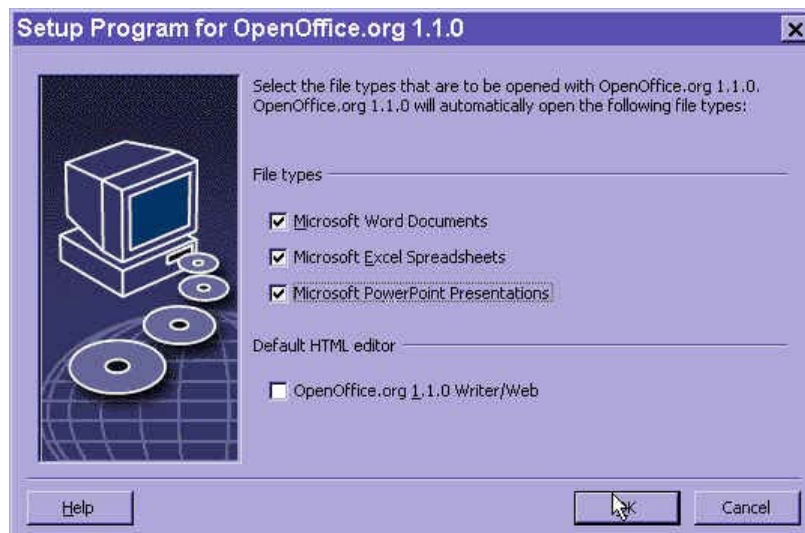 Setup Program for OpenOffice.org 1.1.0
Select the file types that are to be opened with OpenOffice.org 1.1.0.
OpenOffice.org 1.1.0 will automatically open the following file types:
File types
Microsoft Word Documents
Microsoft Excel Spreadsheets
Microsoft PowerPoint Presentations
Default HTML editor
OpenOffice.org 1.1.0 Writer/Web
Help
OK
Cancel